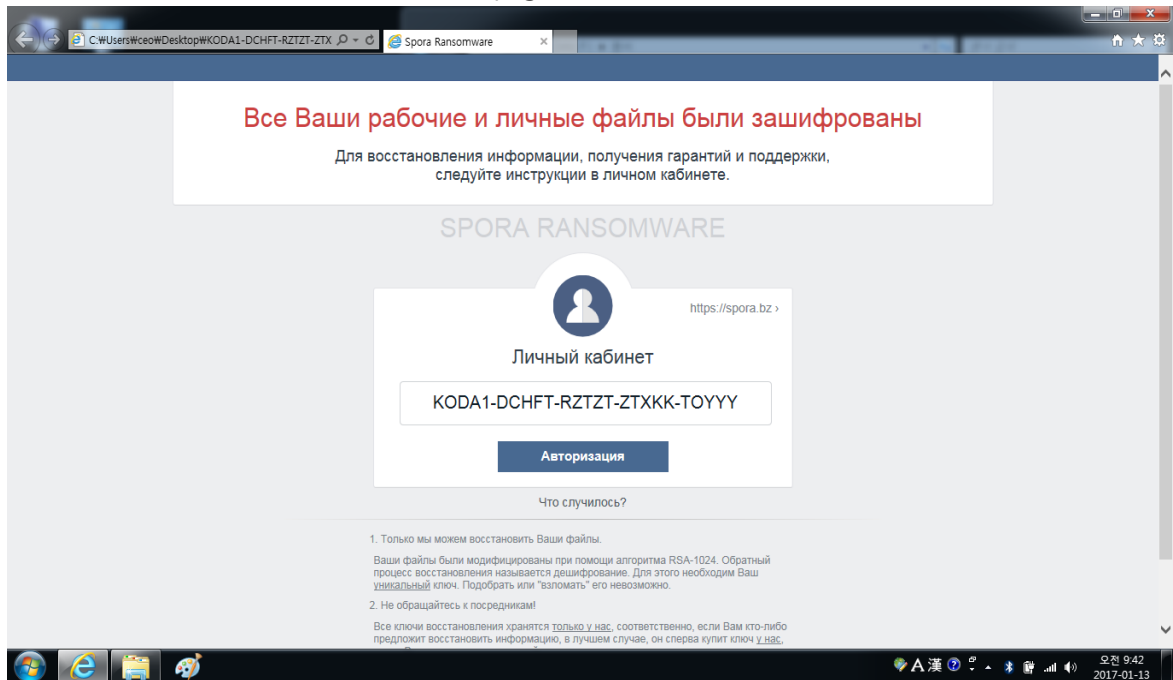 C:₩Users₩ceo₩Desktop₩KODA1-DCHFT-RZTZT-ZTX
Spora Ransomware
Все Ваши рабочие и личные файлы были зашифрованы
Для восстановления информации, получения гарантий и поддержки,
следуйте инструкции в личном кабинете.
SPORA RANSOMWARE
https://spora.bz ›
Личный кабинет
KODA1-DCHFT-RZTZT-ZTXKK-TOYYY
Авторизация
Что случилось?
1. Только мы можем восстановить Ваши файлы.
Ваши файлы были модифицированы при помощи алгоритма RSA-1024. Обратный
процесс восстановления называется дешифрование. Для этого необходим Ваш
уникальный ключ. Подобрать или "взломать" его невозможно.
2. Не обращайтесь к посредникам!
Все ключи восстановления хранятся только у нас, соответственно, если Вам кто-либо
предложит восстановить информацию, в лучшем случае, он сперва купит ключ у нас,
A 漢
오전 9:42
2017-01-13